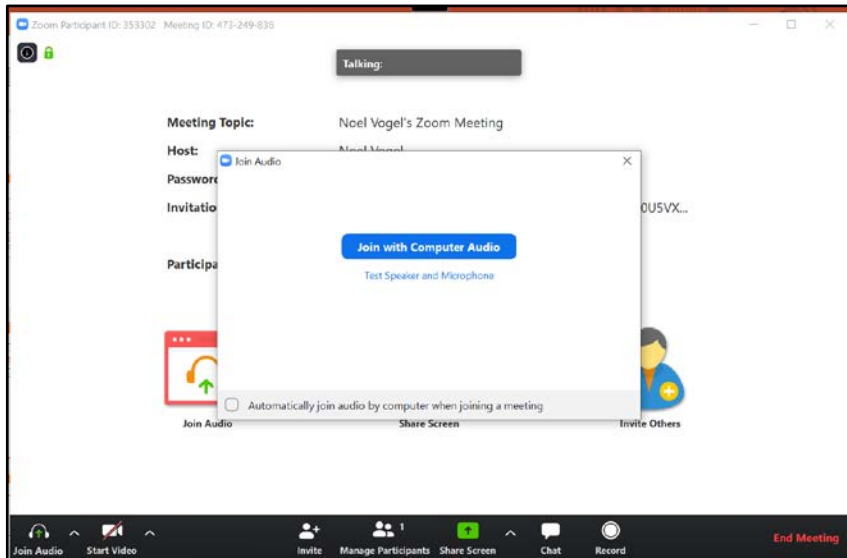 Zoom Participant ID: 353302 Meeting ID: 473-249-836
Talking:
Meeting Topic: Noel Vogel's Zoom Meeting
Host: Noel Vogel
Join Audio
Password
Invitatio
0U5VX...
Join with Computer Audio
Participa
Test Speaker and Microphone
Automatically join audio by computer when joining a meeting
Join Audio Share Screen Invite Others
Join Audio Start Video Invite Manage Participants 1 Share Screen Chat Record End Meeting